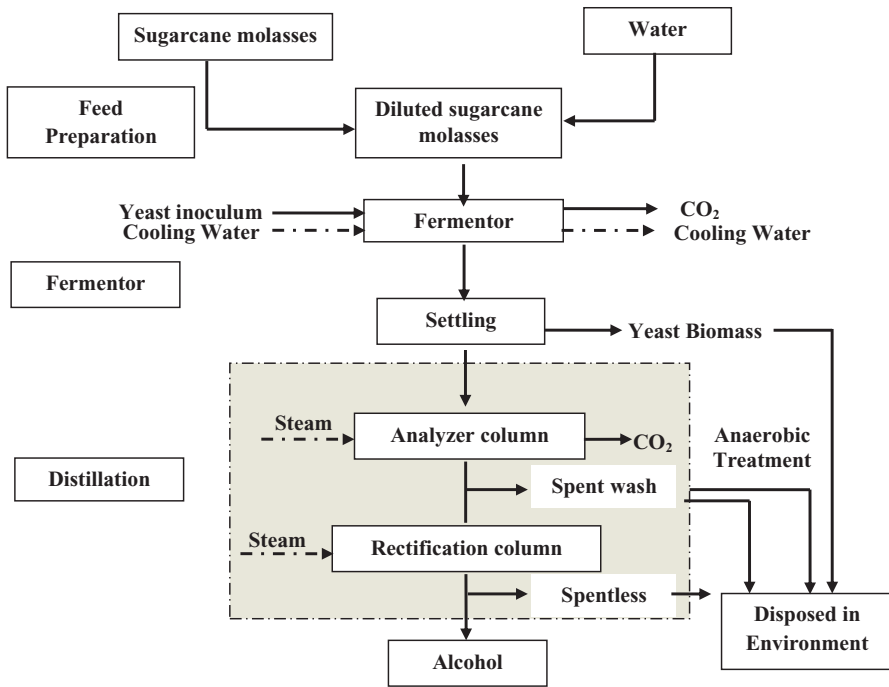 Sugarcane molasses
Water
Feed
Preparation
Diluted sugarcane
molasses
Yeast inoculum
Cooling Water
Fermentor
CO₂
Cooling Water
Fermentor
Settling
Yeast Biomass
Steam
Analyzer column
CO₂
Anaerobic
Treatment
Distillation
Spent wash
Steam
Rectification column
Spentless
Disposed in
Environment
Alcohol